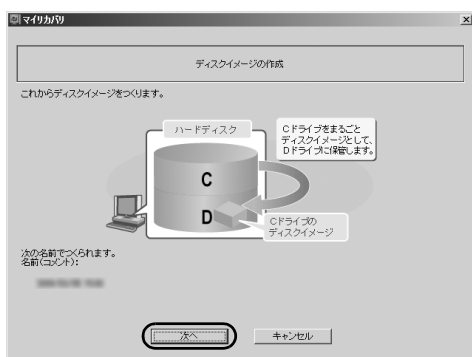 マイリカバリ
ディスクイメージの作成
これからディスクイメージをつくります。
ハードディスク
Cドライブをまるごと
ディスクイメージとして、
Dドライブに保管します。
C
D
Cドライブの
ディスクイメージ
次の名前でつくられます。
名前(コメント):
次へ
キャンセル